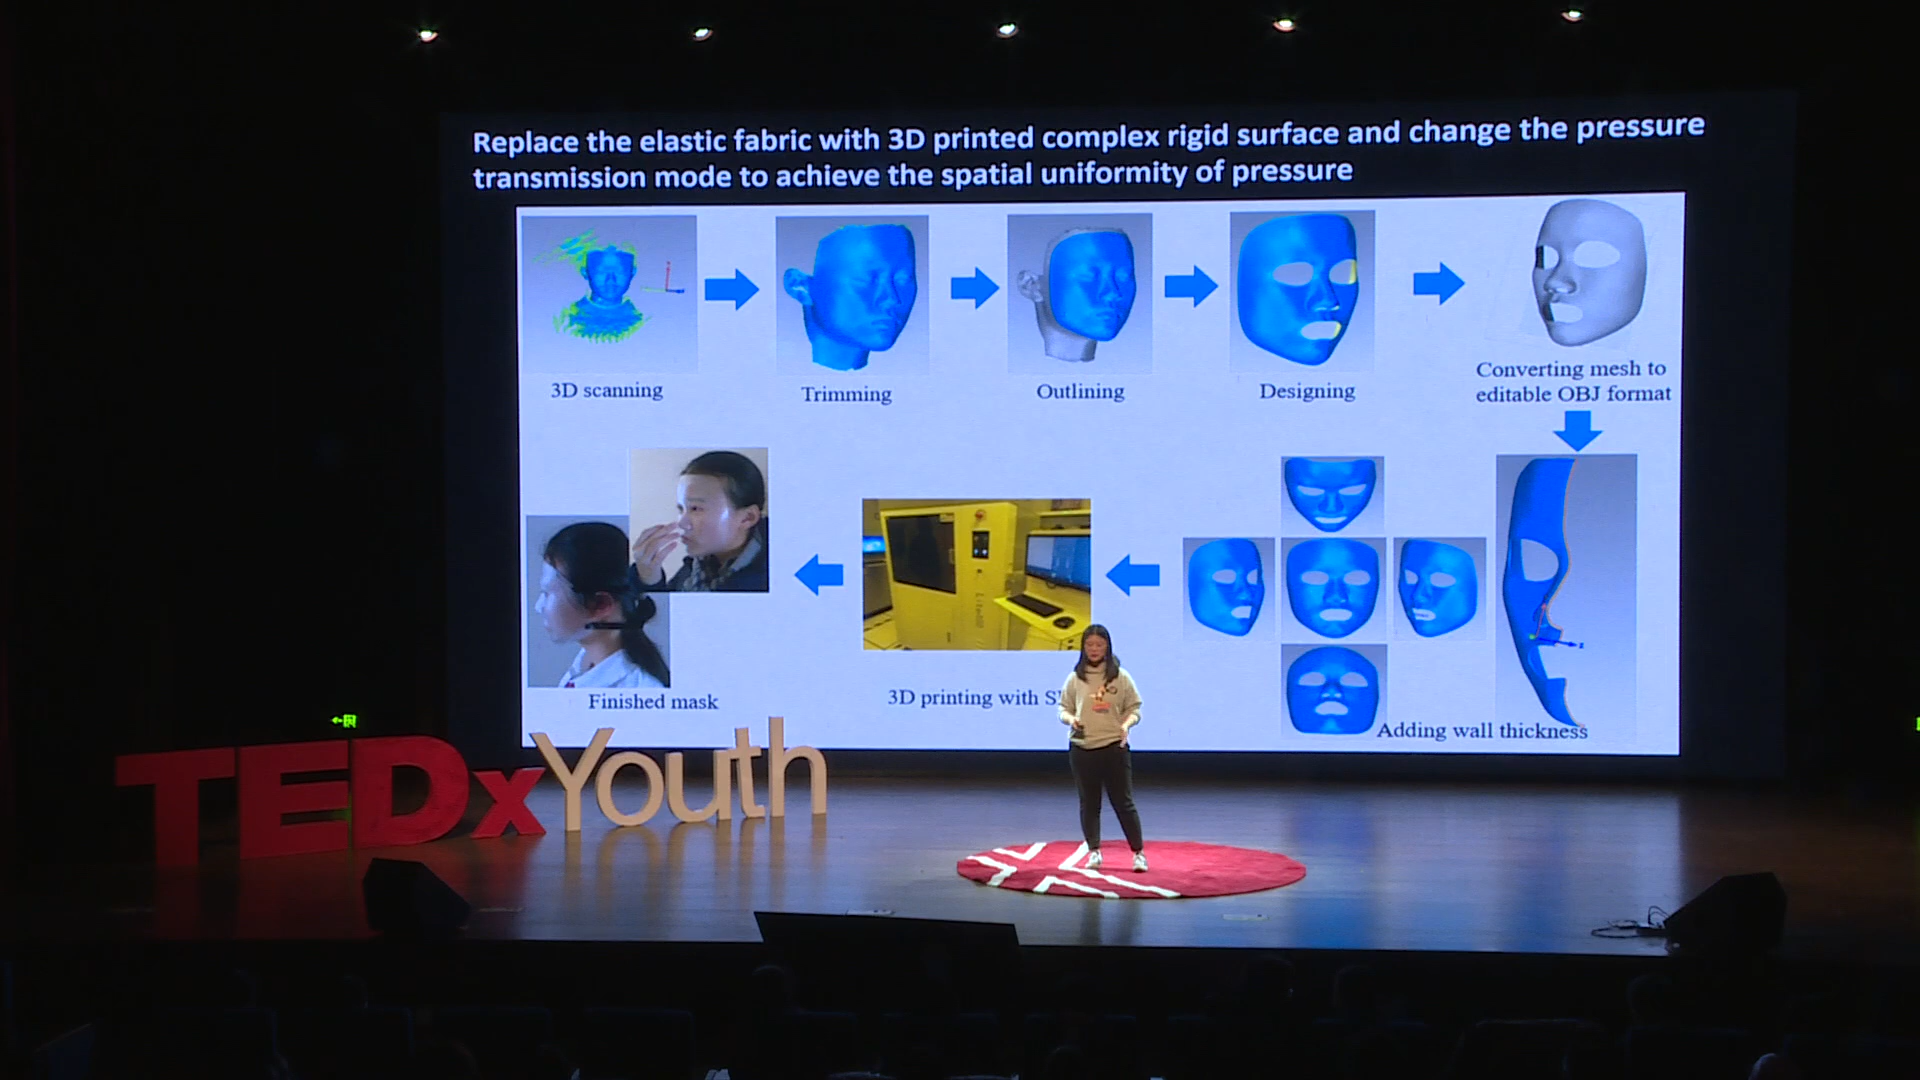 Replace the elastic fabric with 3D printed complex rigid surface and change the pressure
transmission mode to achieve the spatial uniformity of pressure
3D scanning
Trimming
Outlining
Designing
Converting mesh to
editable OBJ format
Finished mask
3D printing with
Adding wall thickness
TEDxYouth